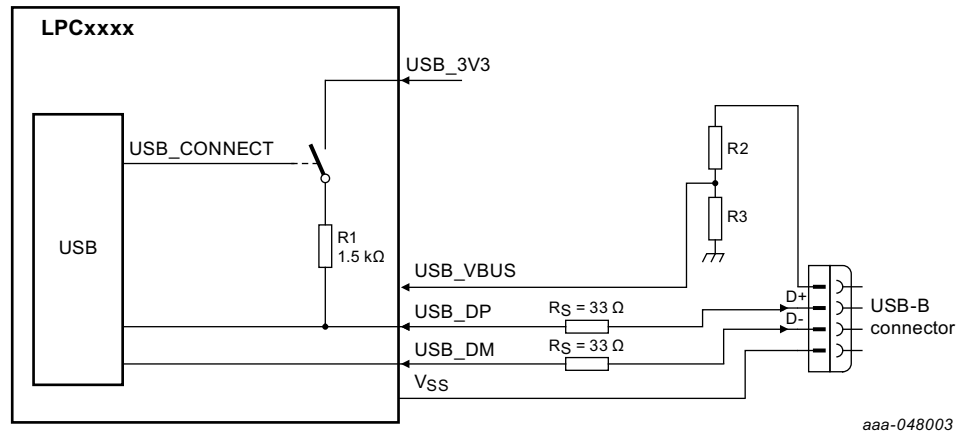 LPCxxxx
USB_3V3
USB_CONNECT
R2
R3
USB
R1
1.5 kΩ
USB_VBUS
USB_DP
RS = 33 Ω
D+
USB-B
connector
D-
USB_DM
RS = 33 Ω
VSS
aaa-048003